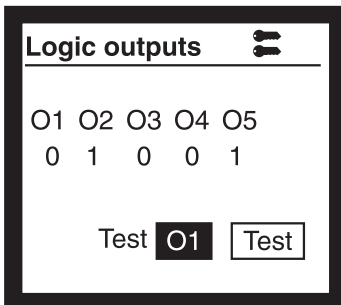 Logic outputs
O1 O2 O3 O4 O5
0 1 0 0 1
Test O1 Test